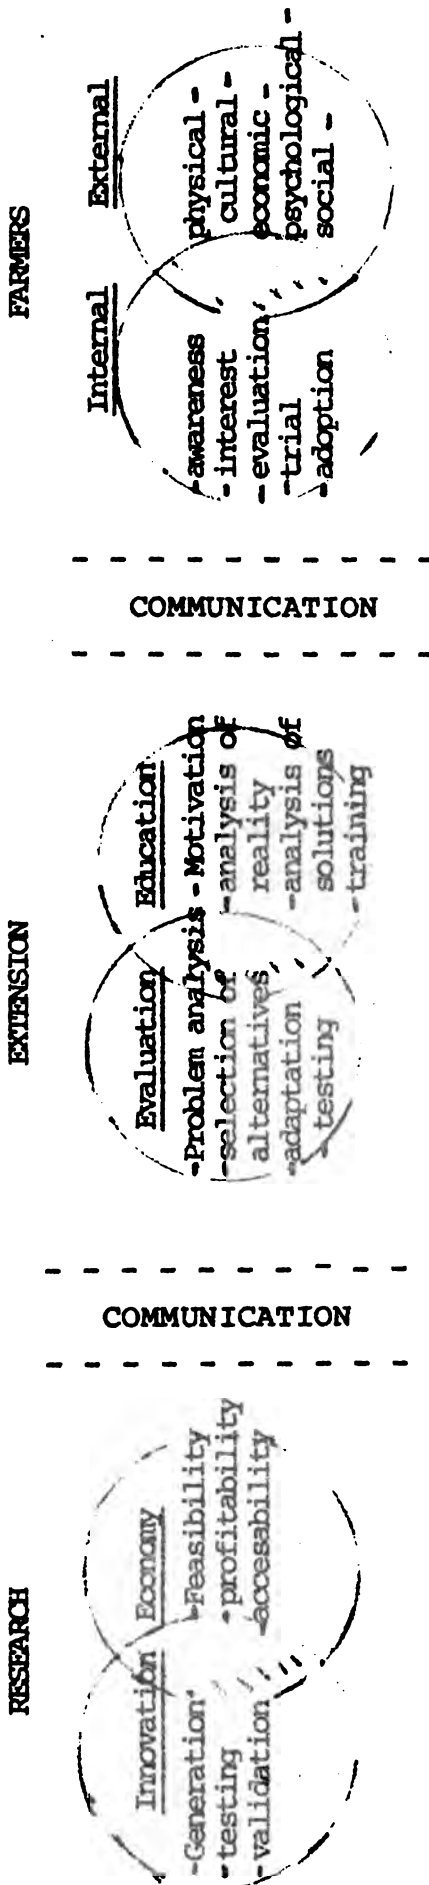 RESEARCH
Innovation Economy
-Generation -Feasibility
-testing -profitability
-validation -accesability
COMMUNICATION
EXTENSION
Evaluation Education
-Problem analysis -Motivation
-selection of -analysis of
alternatives reality
-adaptation -analysis of
- testing solutions
-training
COMMUNICATION
FARMERS
Internal External
-awareness physical -
-interest cultural -
-evaluation economic -
-trial psychological -
-adoption social -